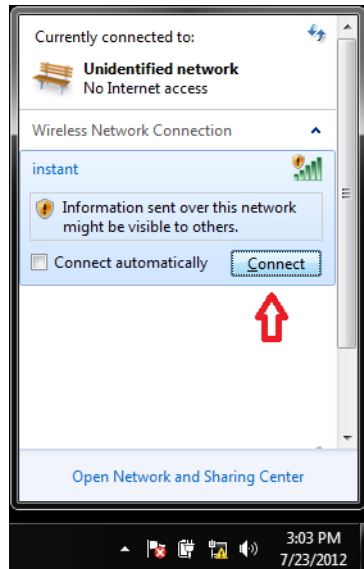 Currently connected to:
Unidentified network
No Internet access
Wireless Network Connection
instant
Information sent over this network
might be visible to others.
Connect automatically
Connect
Open Network and Sharing Center
3:03 PM
7/23/2012